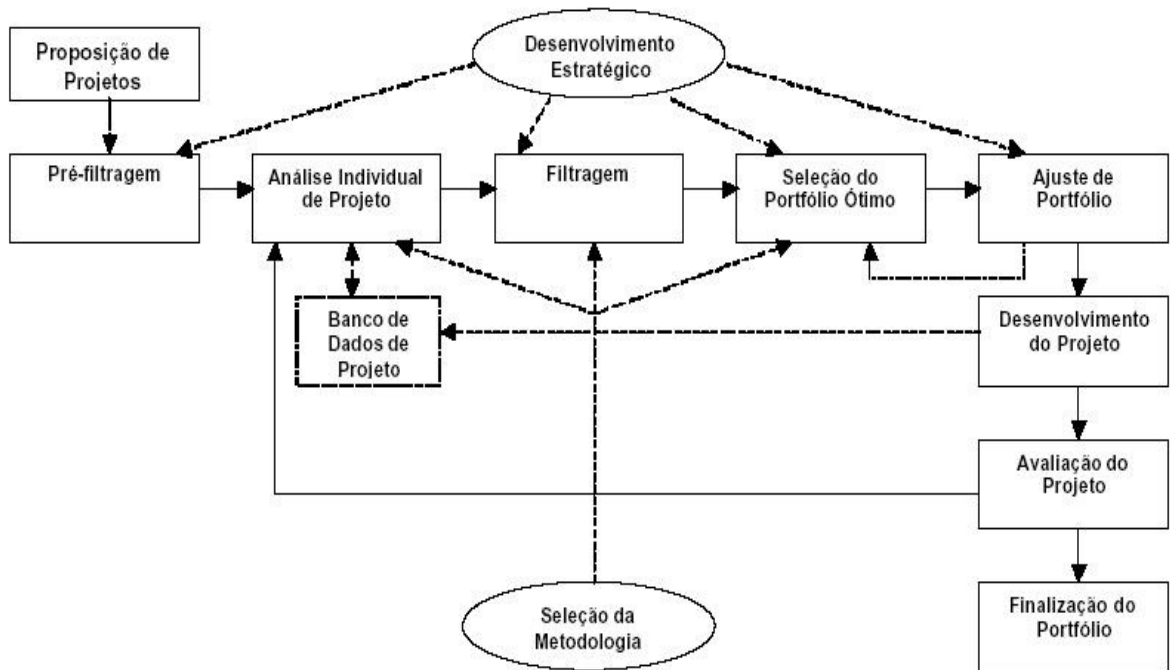 Proposição de
Projetos
Desenvolvimento
Estratégico
Pré-filtragem
Análise Individual
de Projeto
Filtragem
Seleção do
Portfólio Ótimo
Ajuste de
Portfólio
Banco de
Dados de
Projeto
Desenvolvimento
do Projeto
Avaliação do
Projeto
Seleção da
Metodologia
Finalização do
Portfólio